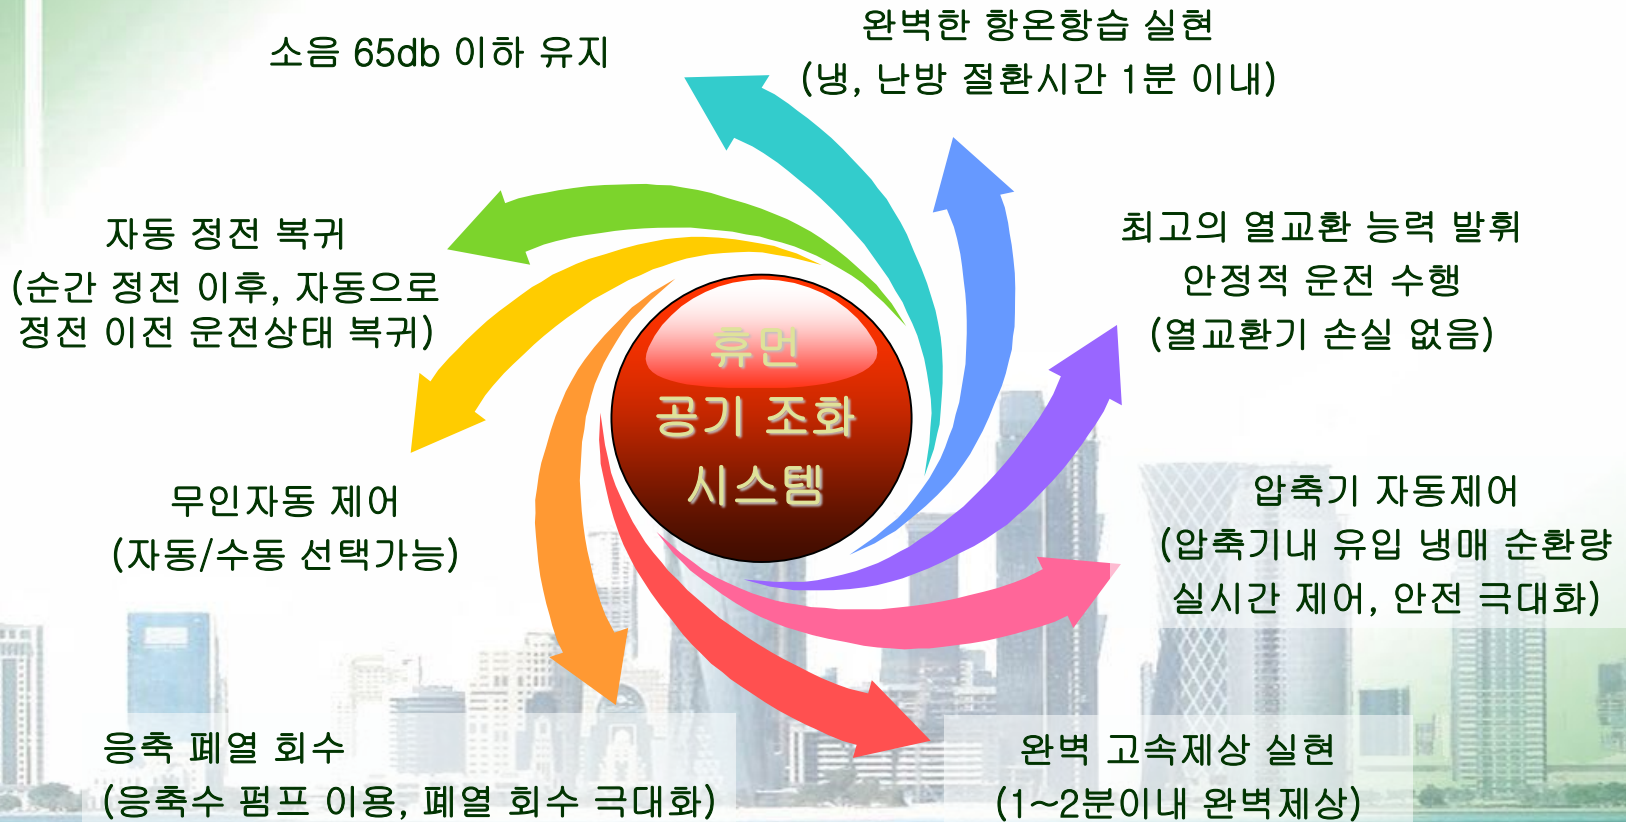 소음 65db 이하 유지
완벽한 항온항습 실현
(냉, 난방 절환시간 1분 이내)
자동 정전 복귀
(순간 정전 이후, 자동으로
정전 이전 운전상태 복귀)
최고의 열교환 능력 발휘
안정적 운전 수행
(열교환기 손실 없음)
휴먼
공기 조화
시스템
무인자동 제어
(자동/수동 선택가능)
압축기 자동제어
(압축기내 유입 냉매 순환량
실시간 제어, 안전 극대화)
응축 폐열 회수
(응축수 펌프 이용, 폐열 회수 극대화)
완벽 고속제상 실현
(1~2분이내 완벽제상)